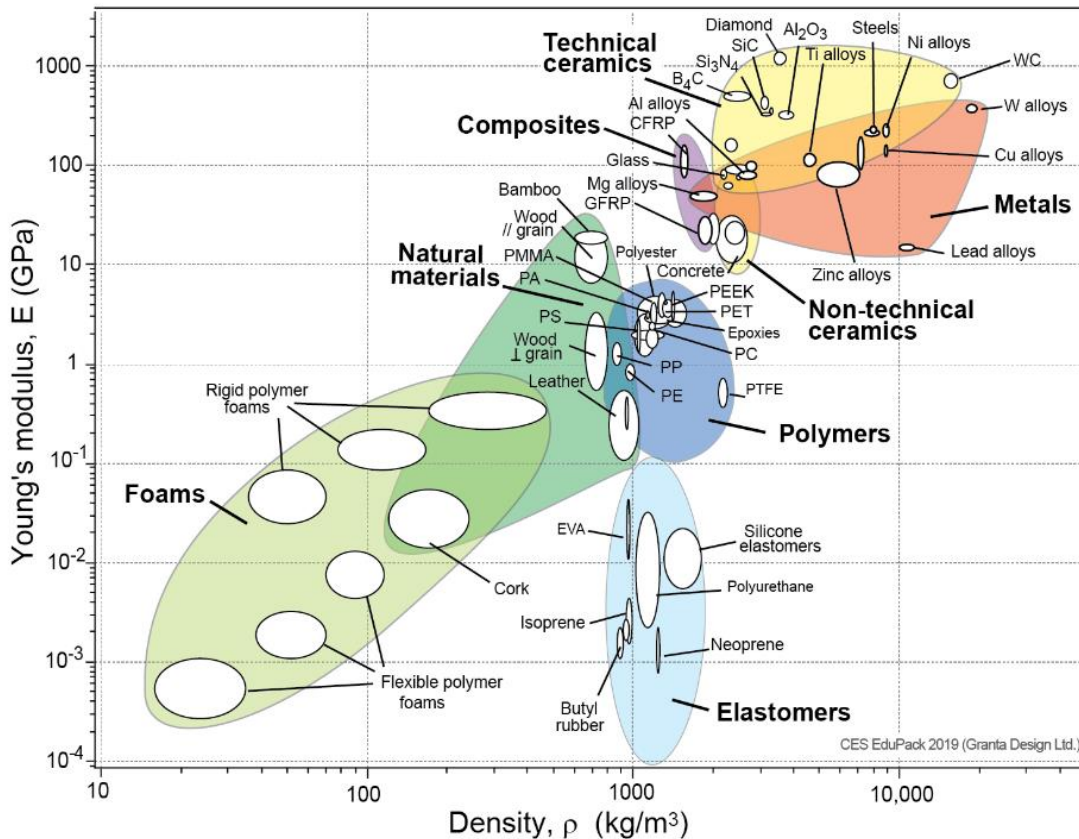 Young's modulus, E (GPa)
1000
100
10
1
10⁻¹
10⁻²
10⁻³
10⁻⁴
Technical
ceramics
Diamond
SiC
Si₃N₄
B₄C
Al₂O₃
Steels
Ti alloys
Ni alloys
WC
W alloys
Al alloys
CFRP
Composites
Glass
Mg alloys
GFRP
Cu alloys
Metals
Lead alloys
Zinc alloys
Non-technical
ceramics
Concrete
Bamboo
Wood
// grain
Natural
materials
PMMA
PA
PS
Wood
⊥ grain
Leather
Polyester
PEEK
PET
Epoxies
PC
PP
PE
PTFE
Polymers
Rigid polymer
foams
Foams
Cork
Flexible polymer
foams
EVA
Silicone
elastomers
Polyurethane
Isoprene
Neoprene
Butyl
rubber
Elastomers
CES EduPack 2019 (Granta Design Ltd.)
10
100
1000
10,000
Density, ρ (kg/m³)